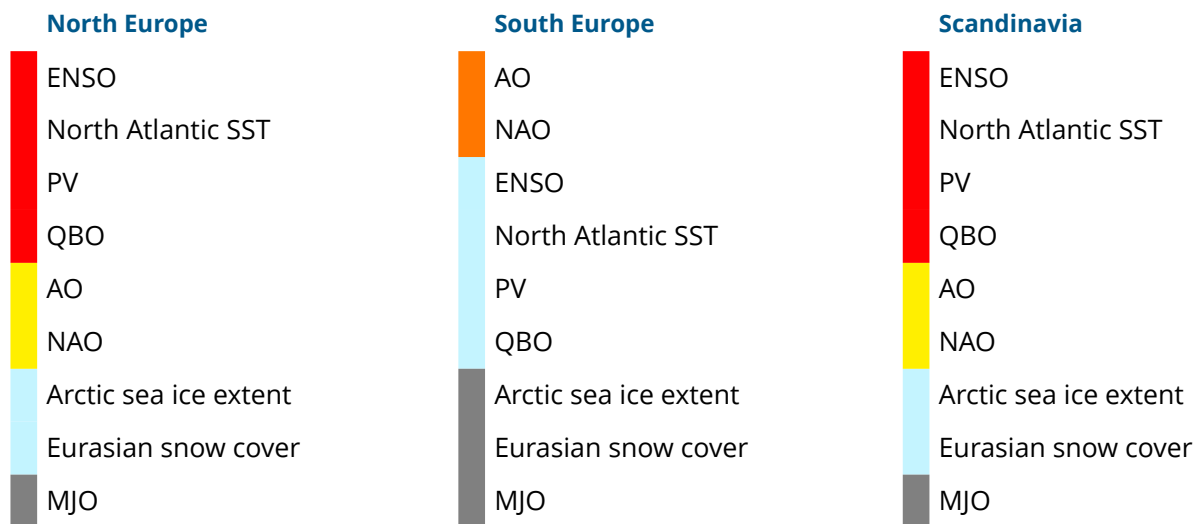 North Europe
ENSO
North Atlantic SST
PV
QBO
AO
NAO
Arctic sea ice extent
Eurasian snow cover
MJO
South Europe
AO
NAO
ENSO
North Atlantic SST
PV
QBO
Arctic sea ice extent
Eurasian snow cover
MJO
Scandinavia
ENSO
North Atlantic SST
PV
QBO
AO
NAO
Arctic sea ice extent
Eurasian snow cover
MJO